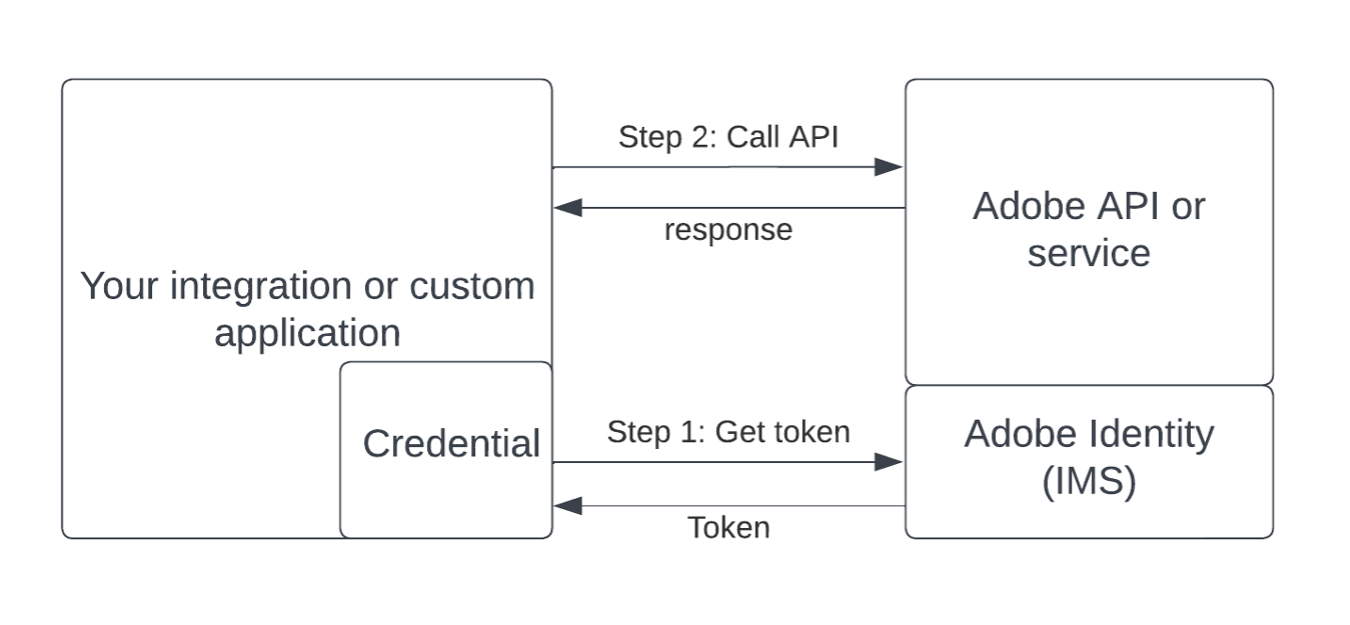 Your integration or custom
application
Credential
Step 2: Call API
response
Step 1: Get token
Token
Adobe API or
service
Adobe Identity
(IMS)